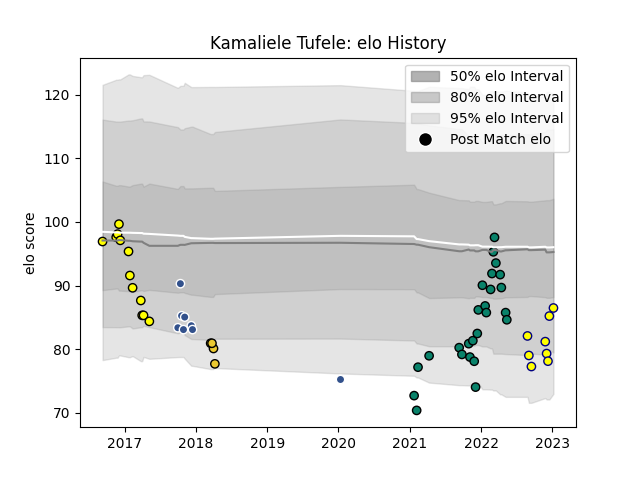 Kamaliele Tufele: elo History
50% elo Interval
80% elo Interval
95% elo Interval
Post Match elo
elo score
120
110
100
90
80
70
2017 2018 2019 2020 2021 2022 2023